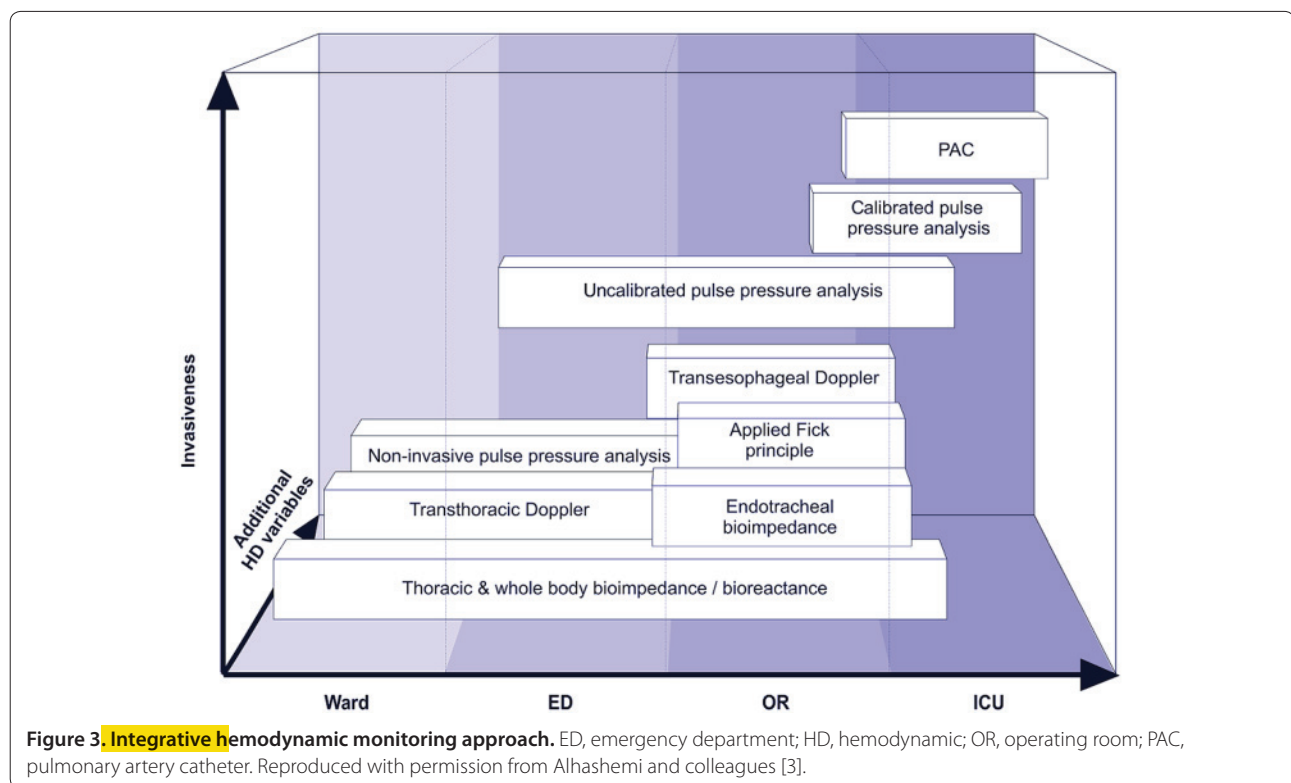 PAC
Calibrated pulse
pressure analysis
Uncalibrated pulse pressure analysis
Transesophageal Doppler
Applied Fick
principle
Non-invasive pulse pressure analysis
Transthoracic Doppler
Endotracheal
bioimpedance
Thoracic & whole body bioimpedance / bioreactance
Invasiveness
Additional
HD variables
Ward
ED
OR
ICU
Figure 3. Integrative hemodynamic monitoring approach. ED, emergency department; HD, hemodynamic; OR, operating room; PAC,
pulmonary artery catheter. Reproduced with permission from Alhashemi and colleagues [3].